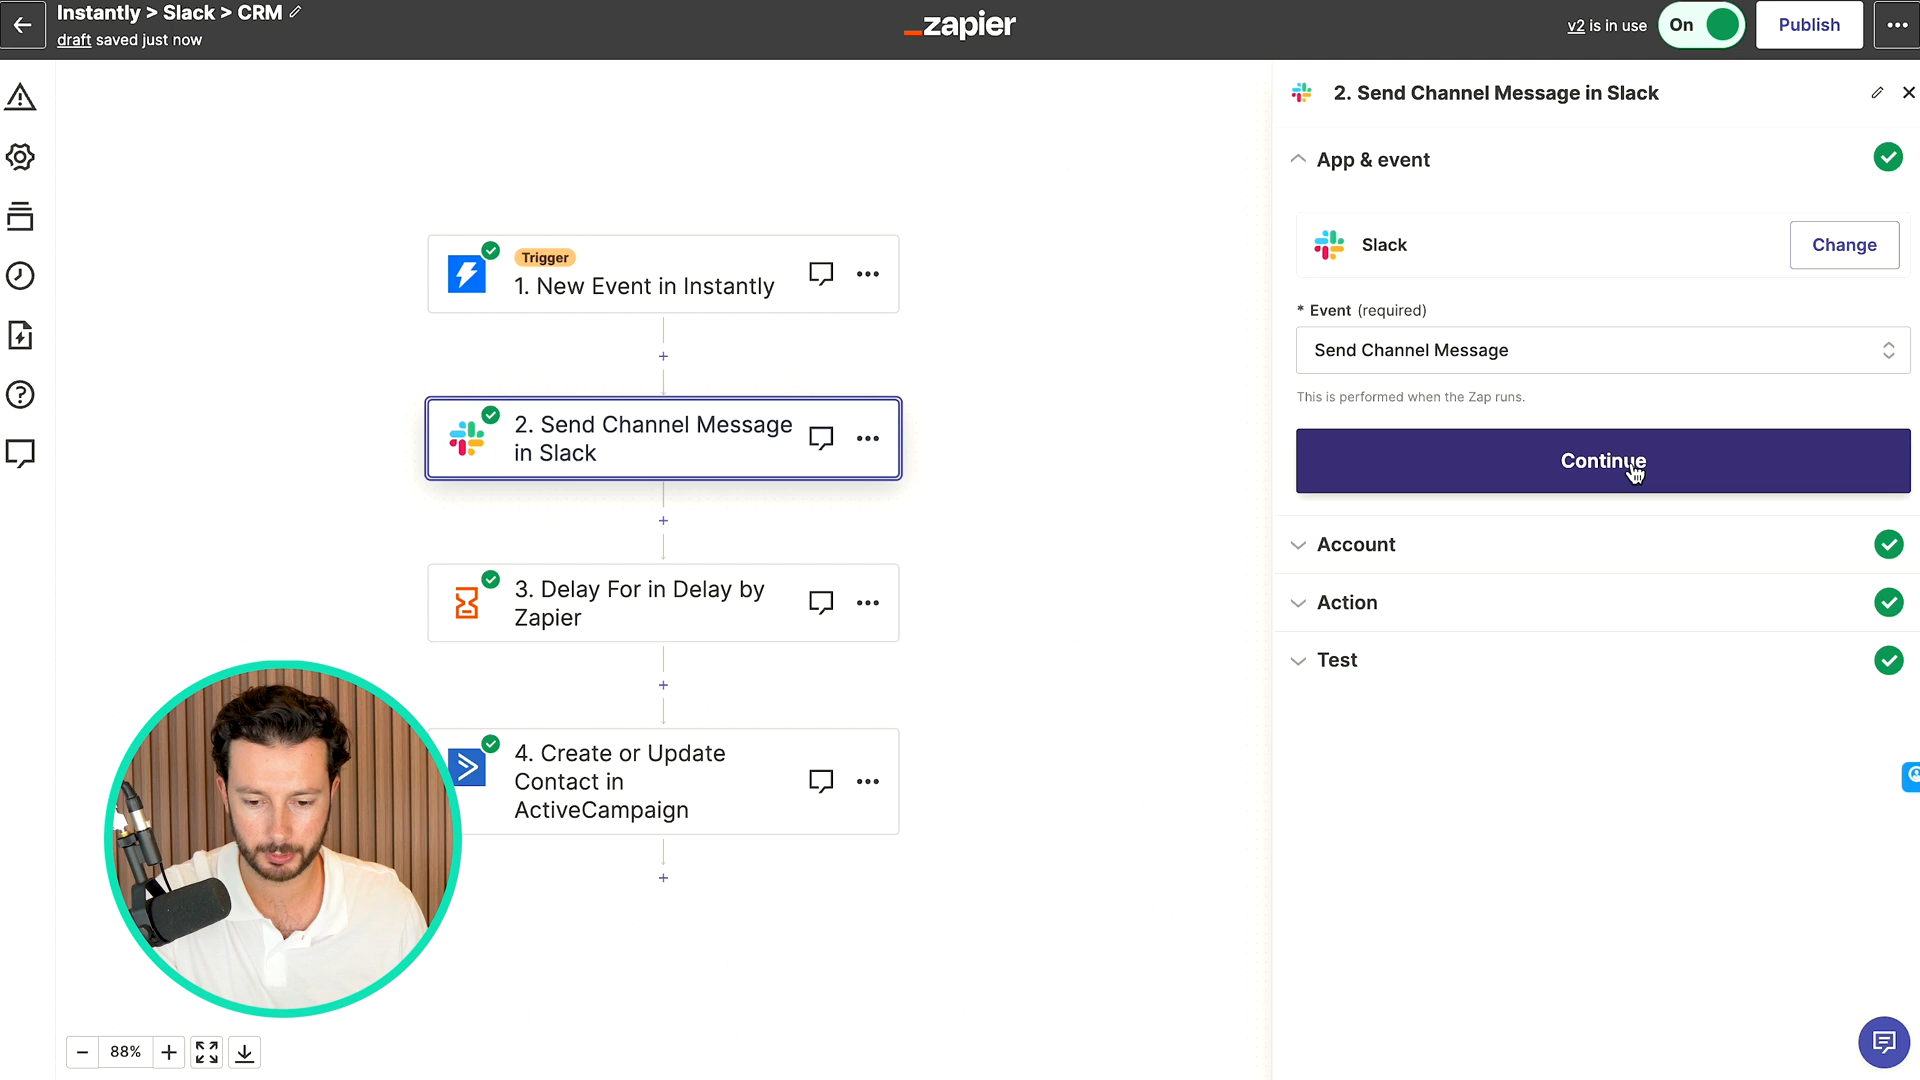 Instantly > Slack > CRM
draft saved just now
zapier
v2 is in use
On
Publish
2. Send Channel Message in Slack
App & event
Slack
Change
* Event (required)
Send Channel Message
This is performed when the Zap runs.
Continue
Account
Action
Test
Trigger
1. New Event in Instantly
2. Send Channel Message
in Slack
3. Delay For in Delay by
Zapier
4. Create or Update
Contact in
ActiveCampaign
88%